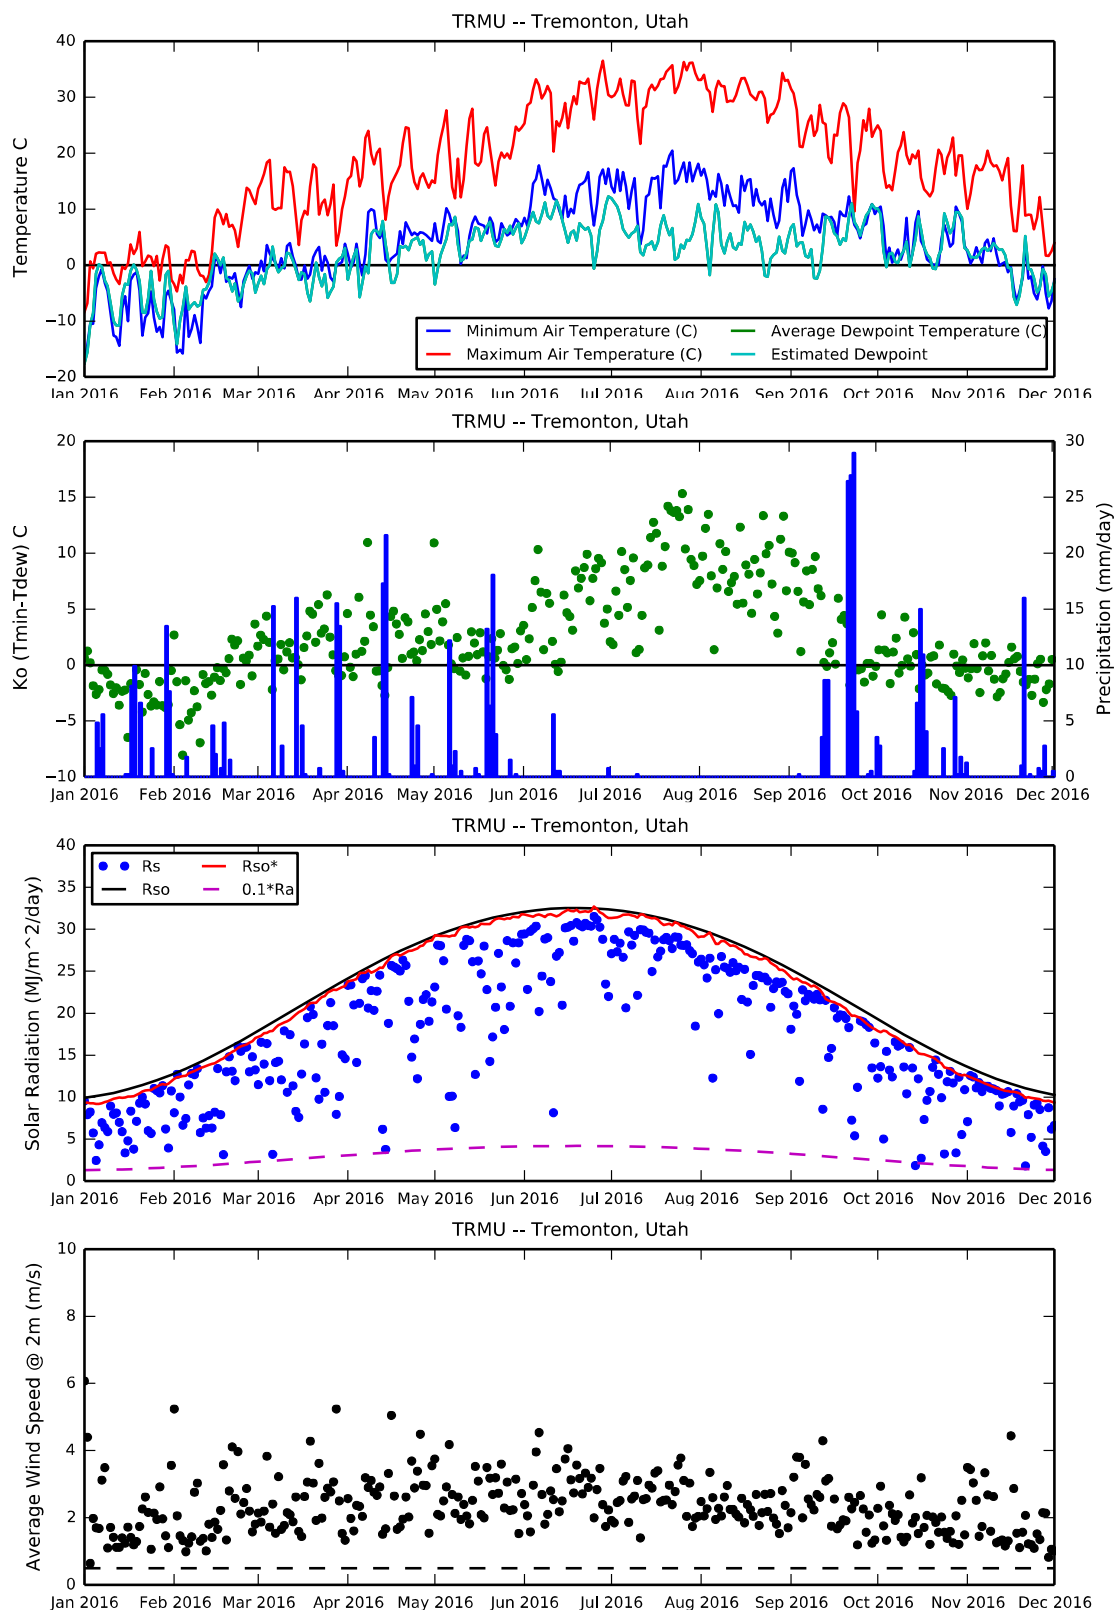 TRMU -- Tremonton, Utah
Temperature C
40
30
20
10
0
−10
−20
Minimum Air Temperature (C)
Maximum Air Temperature (C)
Average Dewpoint Temperature (C)
Estimated Dewpoint
Jan 2016 Feb 2016 Mar 2016 Apr 2016 May 2016 Jun 2016 Jul 2016 Aug 2016 Sep 2016 Oct 2016 Nov 2016 Dec 2016
TRMU -- Tremonton, Utah
Ko (Tmin-Tdew) C
20
15
10
5
0
−5
−10
Precipitation (mm/day)
30
25
20
15
10
5
0
Jan 2016 Feb 2016 Mar 2016 Apr 2016 May 2016 Jun 2016 Jul 2016 Aug 2016 Sep 2016 Oct 2016 Nov 2016 Dec 2016
TRMU -- Tremonton, Utah
Solar Radiation (MJ/m^2/day)
40
35
30
25
20
15
10
5
0
Rs
Rso
Rso*
0.1*Ra
Jan 2016 Feb 2016 Mar 2016 Apr 2016 May 2016 Jun 2016 Jul 2016 Aug 2016 Sep 2016 Oct 2016 Nov 2016 Dec 2016
TRMU -- Tremonton, Utah
Average Wind Speed @ 2m (m/s)
10
8
6
4
2
0
Jan 2016 Feb 2016 Mar 2016 Apr 2016 May 2016 Jun 2016 Jul 2016 Aug 2016 Sep 2016 Oct 2016 Nov 2016 Dec 2016